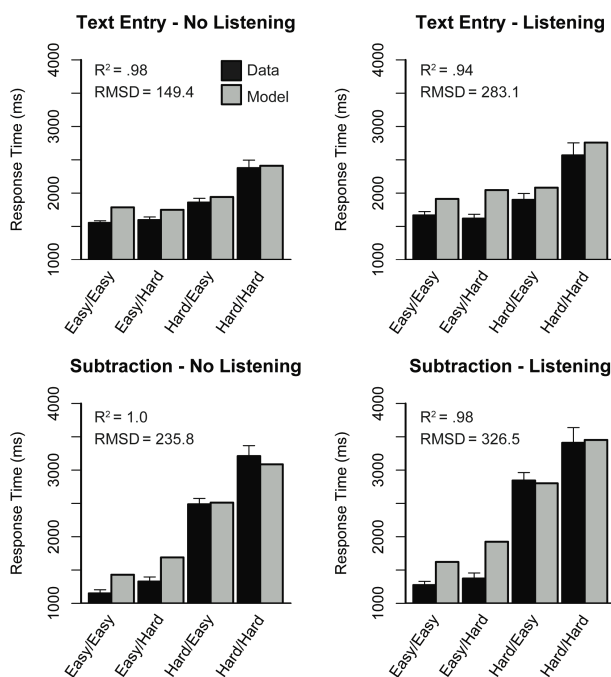 Text Entry - No Listening
R² = .98
RMSD = 149.4
Data
Model
Response Time (ms)
4000
3000
2000
1000
Easy/Easy
Easy/Hard
Hard/Easy
Hard/Hard
Text Entry - Listening
R² = .94
RMSD = 283.1
Response Time (ms)
4000
3000
2000
1000
Easy/Easy
Easy/Hard
Hard/Easy
Hard/Hard
Subtraction - No Listening
R² = 1.0
RMSD = 235.8
Response Time (ms)
4000
3000
2000
1000
Easy/Easy
Easy/Hard
Hard/Easy
Hard/Hard
Subtraction - Listening
R² = .98
RMSD = 326.5
Response Time (ms)
4000
3000
2000
1000
Easy/Easy
Easy/Hard
Hard/Easy
Hard/Hard